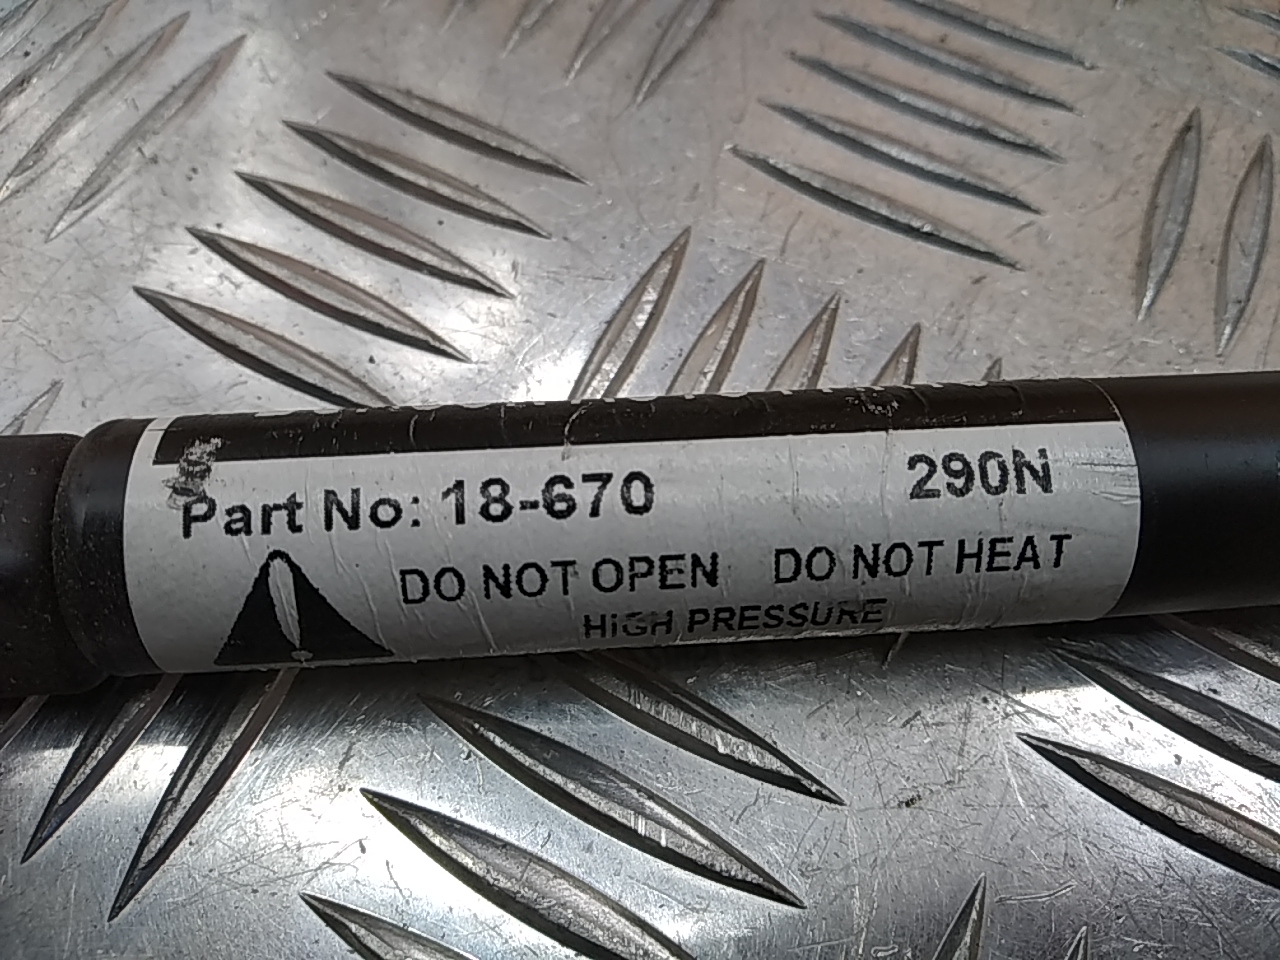 Part No: 18-670 290N
DO NOT OPEN DO NOT HEAT
HIGH PRESSURE